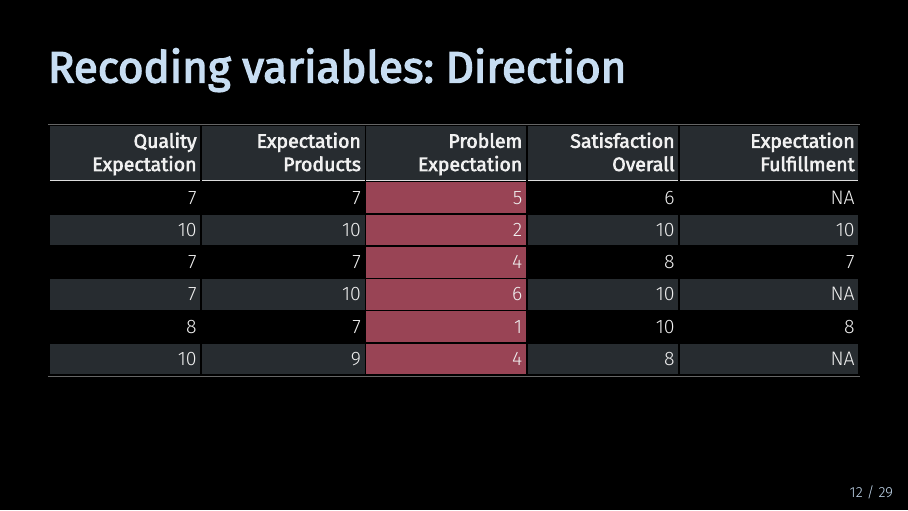 Recoding variables: Direction
Quality Expectation Problem Satisfaction Expectation
Expectation Products Expectation Overall Fulfillment
7 7 5 6 NA
10 10 2 10 10
7 7 4 8 7
7 10 6 10 NA
8 7 1 10 8
10 9 4 8 NA
12 / 29